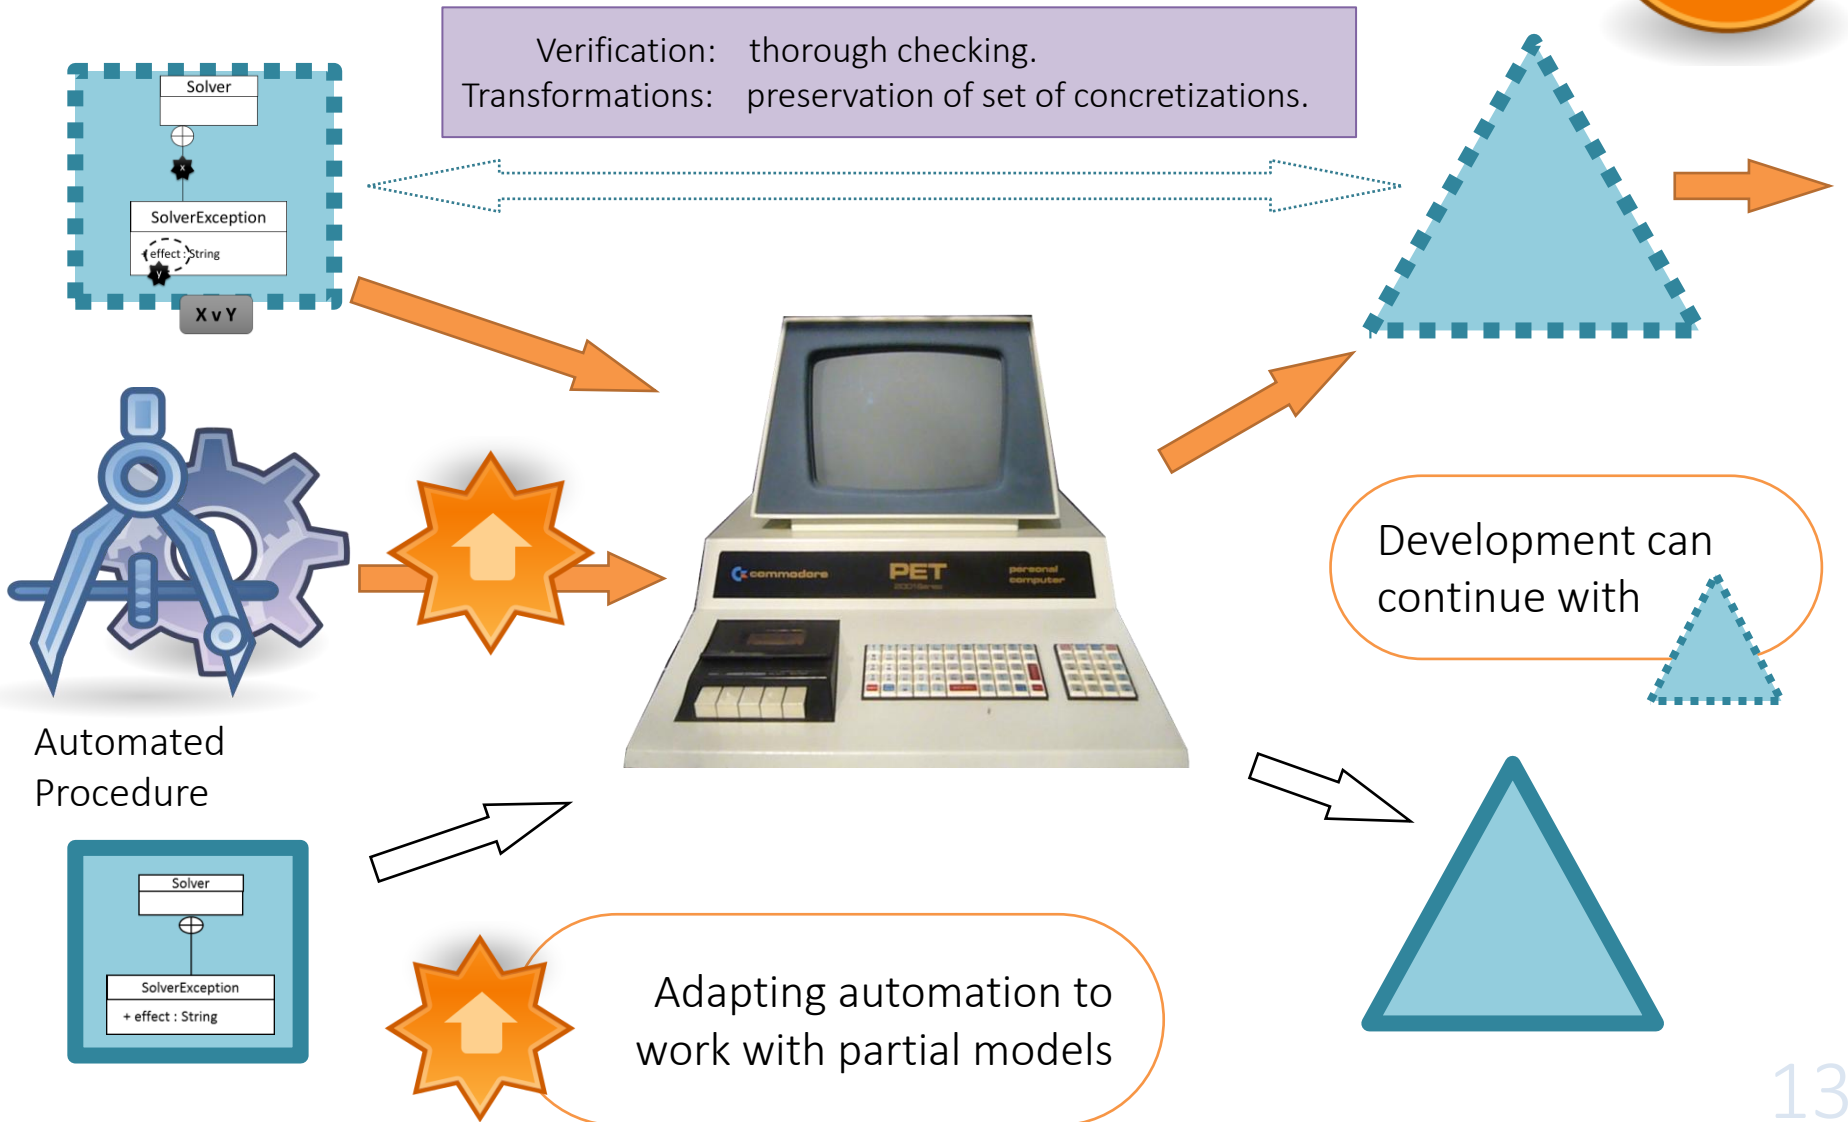 Verification: thorough checking.
Transformations: preservation of set of concretizations.
Solver
X
SolverException
effect : String
Y
X v Y
commodore
PET
personal
computer
Development can
continue with
Automated
Procedure
Solver
SolverException
+ effect : String
Adapting automation to
work with partial models
13